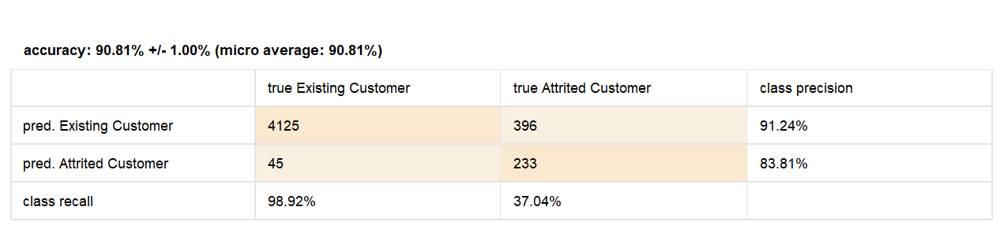 accuracy: 90.81% +/- 1.00% (micro average: 90.81%)
true Existing Customer true Attrited Customer class precision
pred. Existing Customer 4125 396 91.24%
pred. Attrited Customer 45 233 83.81%
class recall 98.92% 37.04%